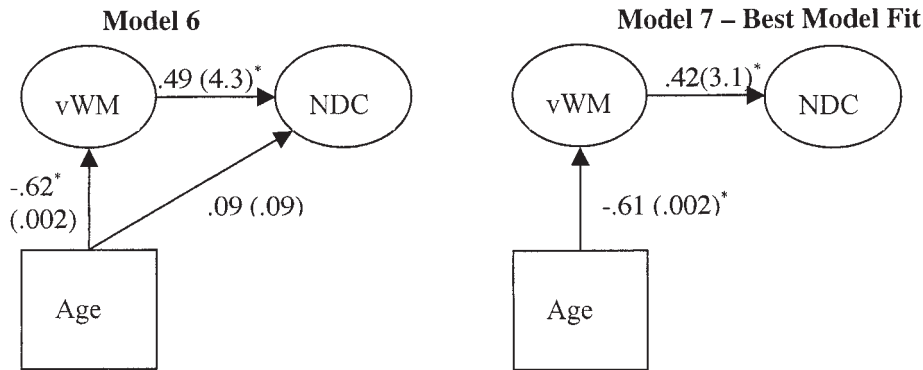 Model 6
.49 (4.3)*
vWM
NDC
-.62*
(.002)
.09 (.09)
Age
Model 7 – Best Model Fit
.42(3.1)*
vWM
NDC
-.61 (.002)*
Age